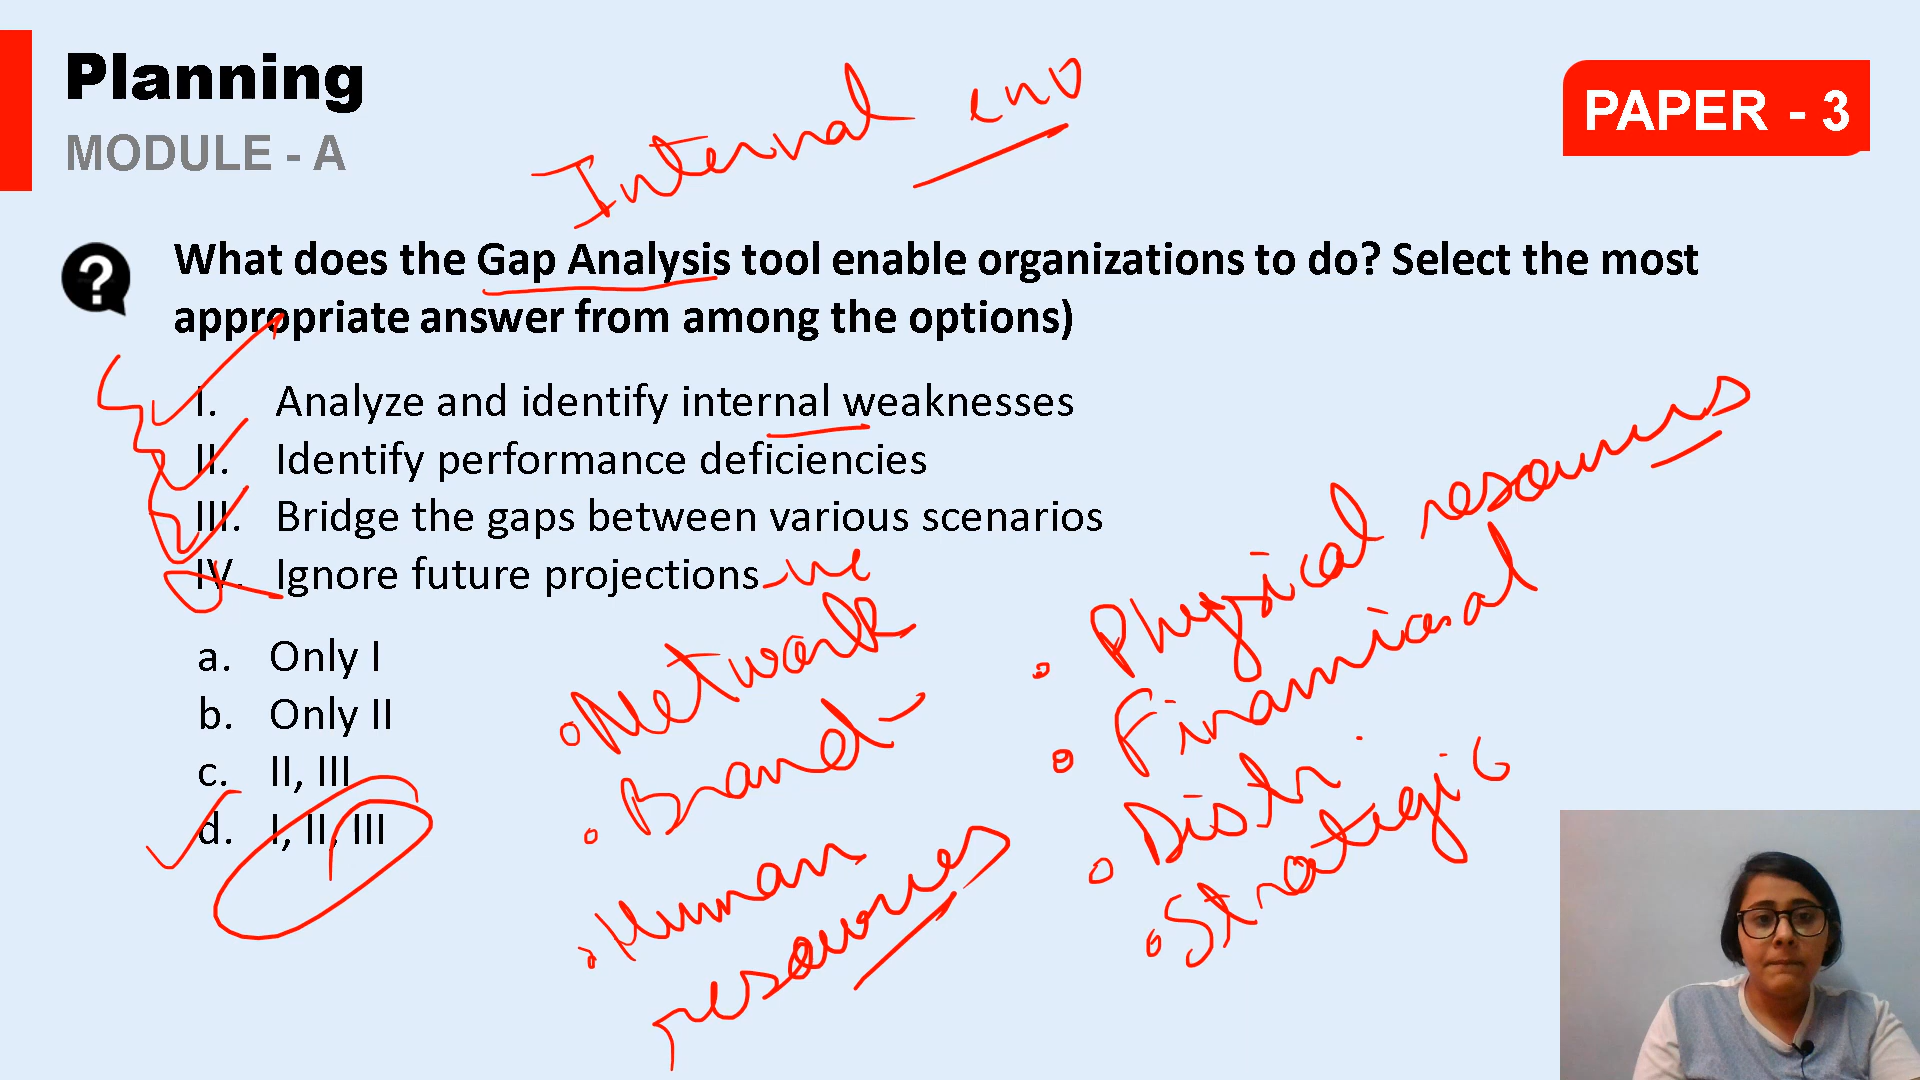 Planning
MODULE - A
PAPER - 3
Internal env
What does the Gap Analysis tool enable organizations to do? Select the most
appropriate answer from among the options)
I. Analyze and identify internal weaknesses
II. Identify performance deficiencies
III. Bridge the gaps between various scenarios
IV. Ignore future projections -ve
a. Only I
b. Only II
c. II, III
d. I, II, III
Network
Brand
Human
resources
Physical resources
Financial
Distri
Strategic